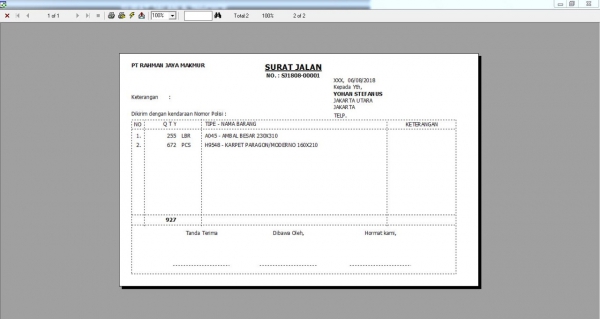 1 of 1 100% Total:2 100% 2 of 2
PT RAHMAN JAYA MAKMUR
SURAT JALAN
NO. : SJ1808-00001
XXX, 06/08/2018
Kepada Yth,
YOHAN STEFANUS
JAKARTA UTARA
JAKARTA
TELP.
Keterangan :
Dikirim dengan kendaraan Nomor Polisi :
NO Q T Y TIPE - NAMA BARANG KETERANGAN
1. 255 LBR A045 - AMBAL BESAR 230X310
2. 672 PCS H9548 - KARPET PARAGON/MODERNO 160X210
927
Tanda Terima Dibawa Oleh, Hormat kami,